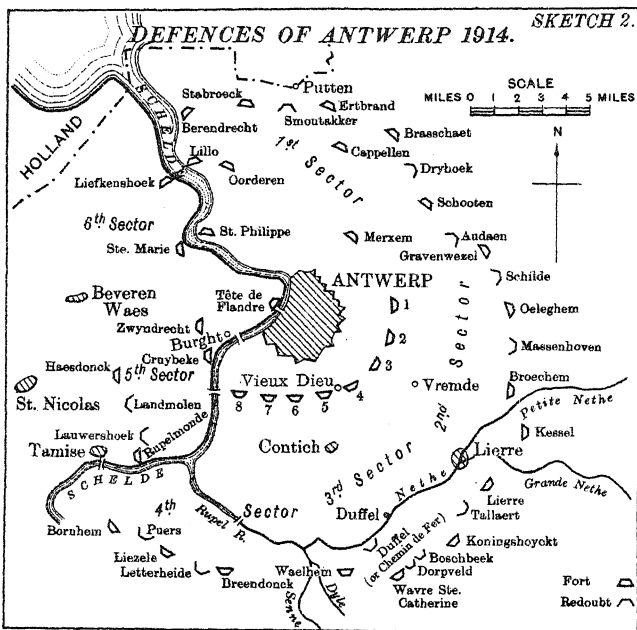 DEFENCES OF ANTWERP 1914.
SKETCH 2.
SCALE
MILES 0 1 2 3 4 5 MILES
N
HOLLAND
SCHELDE
Putten
Stabroeck
Ertbrand
Smoutakker
Berendrecht
Brasschaet
1st Sector
Cappellen
Lillo
Oorderen
Dryhoek
Liefkenshoek
Schooten
6th Sector
St. Philippe
Merxem
Audaen
Ste. Marie
Gravenwezel
ANTWERP
Schilde
Beveren
Waes
Tête de
Flandre
1
Oeleghem
Zwyndrecht
Burght
2
2nd Sector
Massenhoven
Cruybeke
3
Haesdonck
5th Sector
Vieux Dieu
4
Vremde
Broechem
St. Nicolas
Landmolen
8 7 6 5
Petite Nethe
Kessel
Lauwershoek
Rupelmonde
Contich
Lierre
Tamise
SCHELDE
3rd Sector
Nethe
Grande Nethe
4th Sector
Rupel R.
Lierre
Tallaert
Duffel
Bornhem
Puers
Duffel
(or Chemin de Fer)
Koningshoyckt
Liezele
Boschbeek
Letterheide
Breendonck
Waelhem
Dorpveld
Wavre Ste.
Catherine
Senne
Dyle
Fort
Redoubt